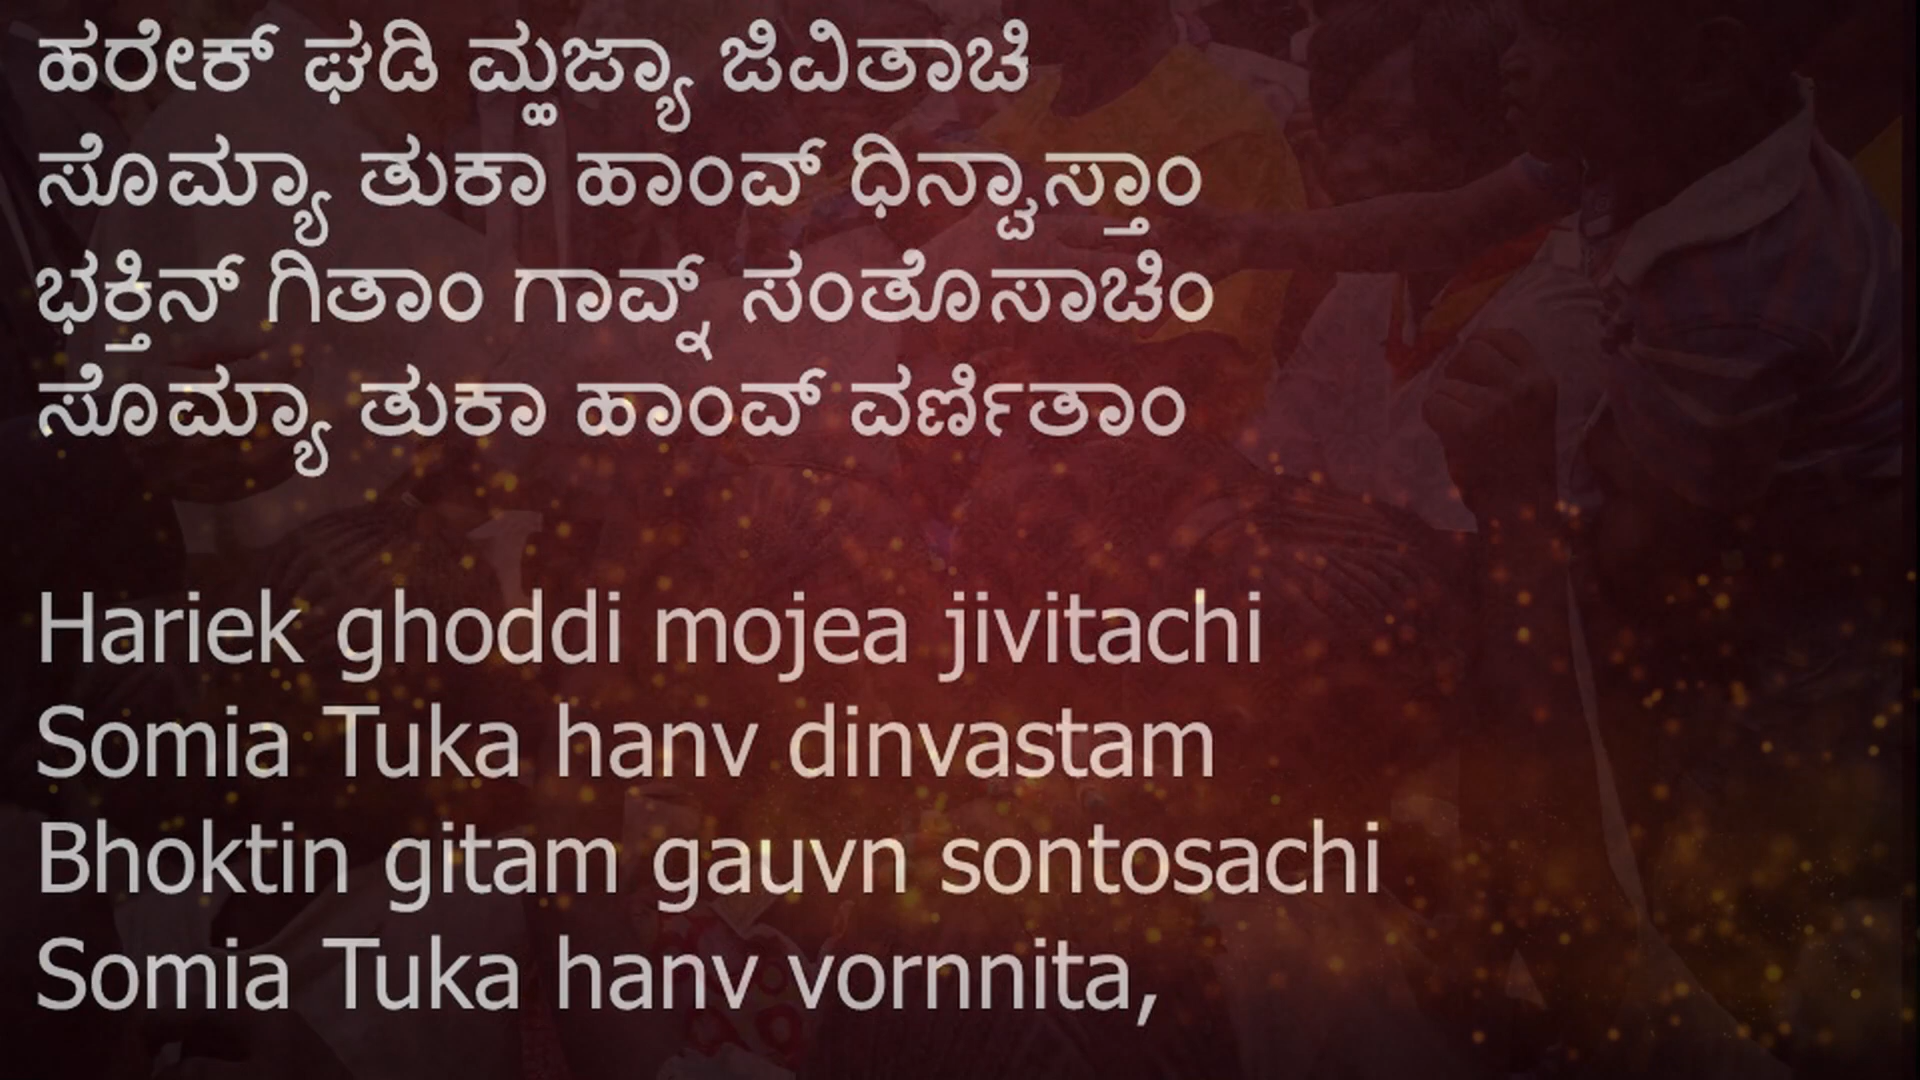 ಹರೇಕ್ ಘಡಿ ಮ್ಹಜ್ಯಾ ಜಿವಿತಾಚಿ
ಸೊಮ್ಯಾ ತುಕಾ ಹಾಂವ್ ಧಿನ್ವಾಸ್ತಾಂ
ಭಕ್ತಿನ್ ಗಿತಾಂ ಗಾವ್ನ್ ಸಂತೊಸಾಚಿಂ
ಸೊಮ್ಯಾ ತುಕಾ ಹಾಂವ್ ವರ್ಣಿತಾಂ
Hariek ghoddi mojea jivitachi
Somia Tuka hanv dinvastam
Bhoktin gitam gauvn sontosachi
Somia Tuka hanv vornnita,